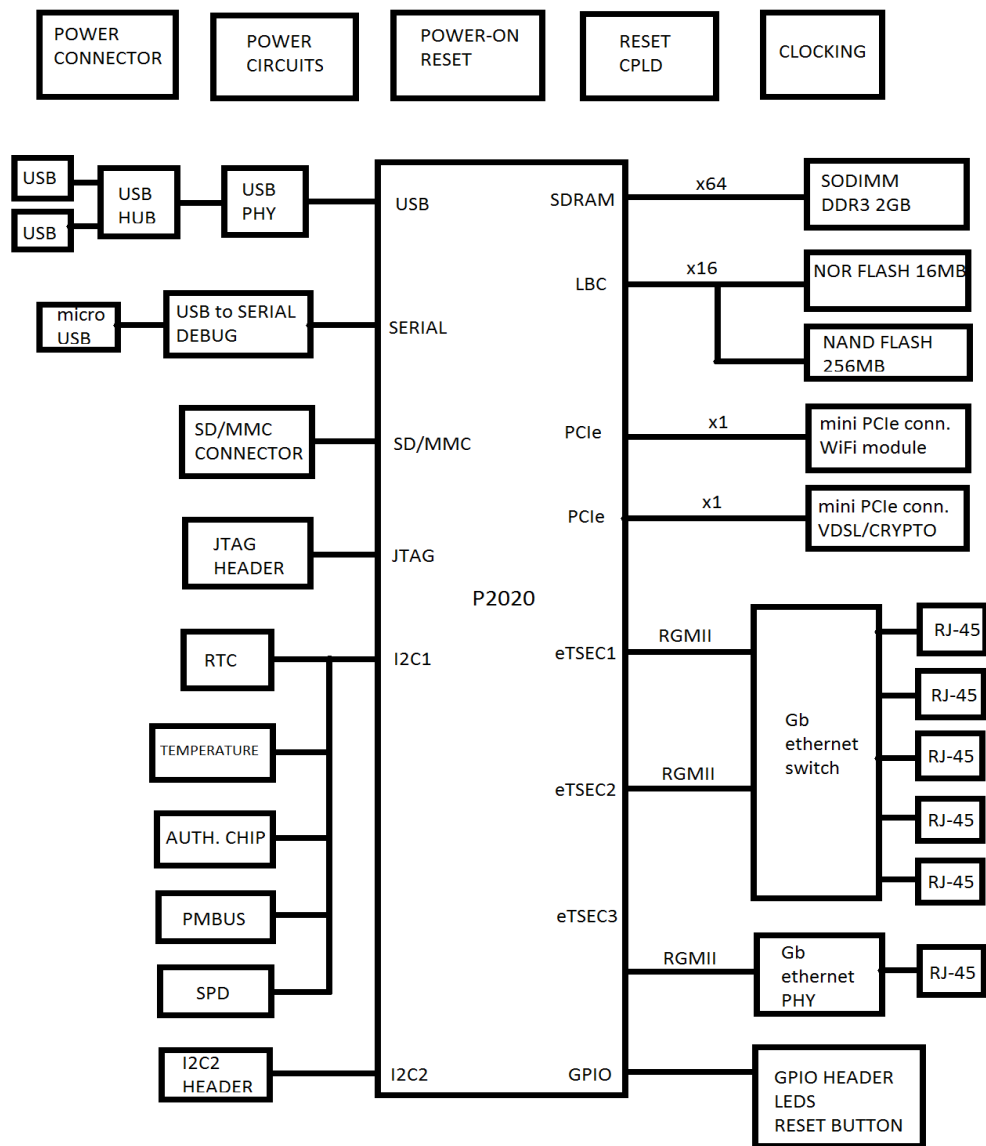 POWER
CONNECTOR
POWER
CIRCUITS
POWER-ON
RESET
RESET
CPLD
CLOCKING
USB
USB
USB
HUB
USB
PHY
USB
SDRAM
x64
SODIMM
DDR3 2GB
LBC
x16
NOR FLASH 16MB
NAND FLASH
256MB
micro
USB
USB to SERIAL
DEBUG
SERIAL
SD/MMC
CONNECTOR
SD/MMC
PCIe
x1
mini PCIe conn.
WiFi module
PCIe
x1
mini PCIe conn.
VDSL/CRYPTO
JTAG
HEADER
JTAG
P2020
RTC
I2C1
TEMPERATURE
AUTH. CHIP
PMBUS
SPD
I2C2
HEADER
I2C2
eTSEC1
RGMII
eTSEC2
RGMII
Gb
ethernet
switch
RJ-45
RJ-45
RJ-45
RJ-45
RJ-45
eTSEC3
RGMII
Gb
ethernet
PHY
RJ-45
GPIO
GPIO HEADER
LEDS
RESET BUTTON